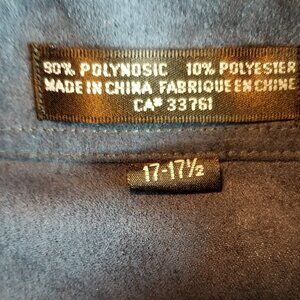 90% POLYNOSIC 10% POLYESTER
MADE IN CHINA FABRIQUE EN CHINE
CA# 33761
17-17½